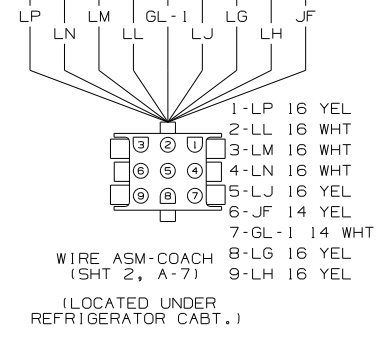 LP LM GL-1 LG JF
LN LL LJ LH
3 2 1
6 5 4
9 8 7
1-LP 16 YEL
2-LL 16 WHT
3-LM 16 WHT
4-LN 16 WHT
5-LJ 16 YEL
6-JF 14 YEL
7-GL-1 14 WHT
8-LG 16 YEL
9-LH 16 YEL
WIRE ASM-COACH
(SHT 2, A-7)
(LOCATED UNDER
REFRIGERATOR CABT.)